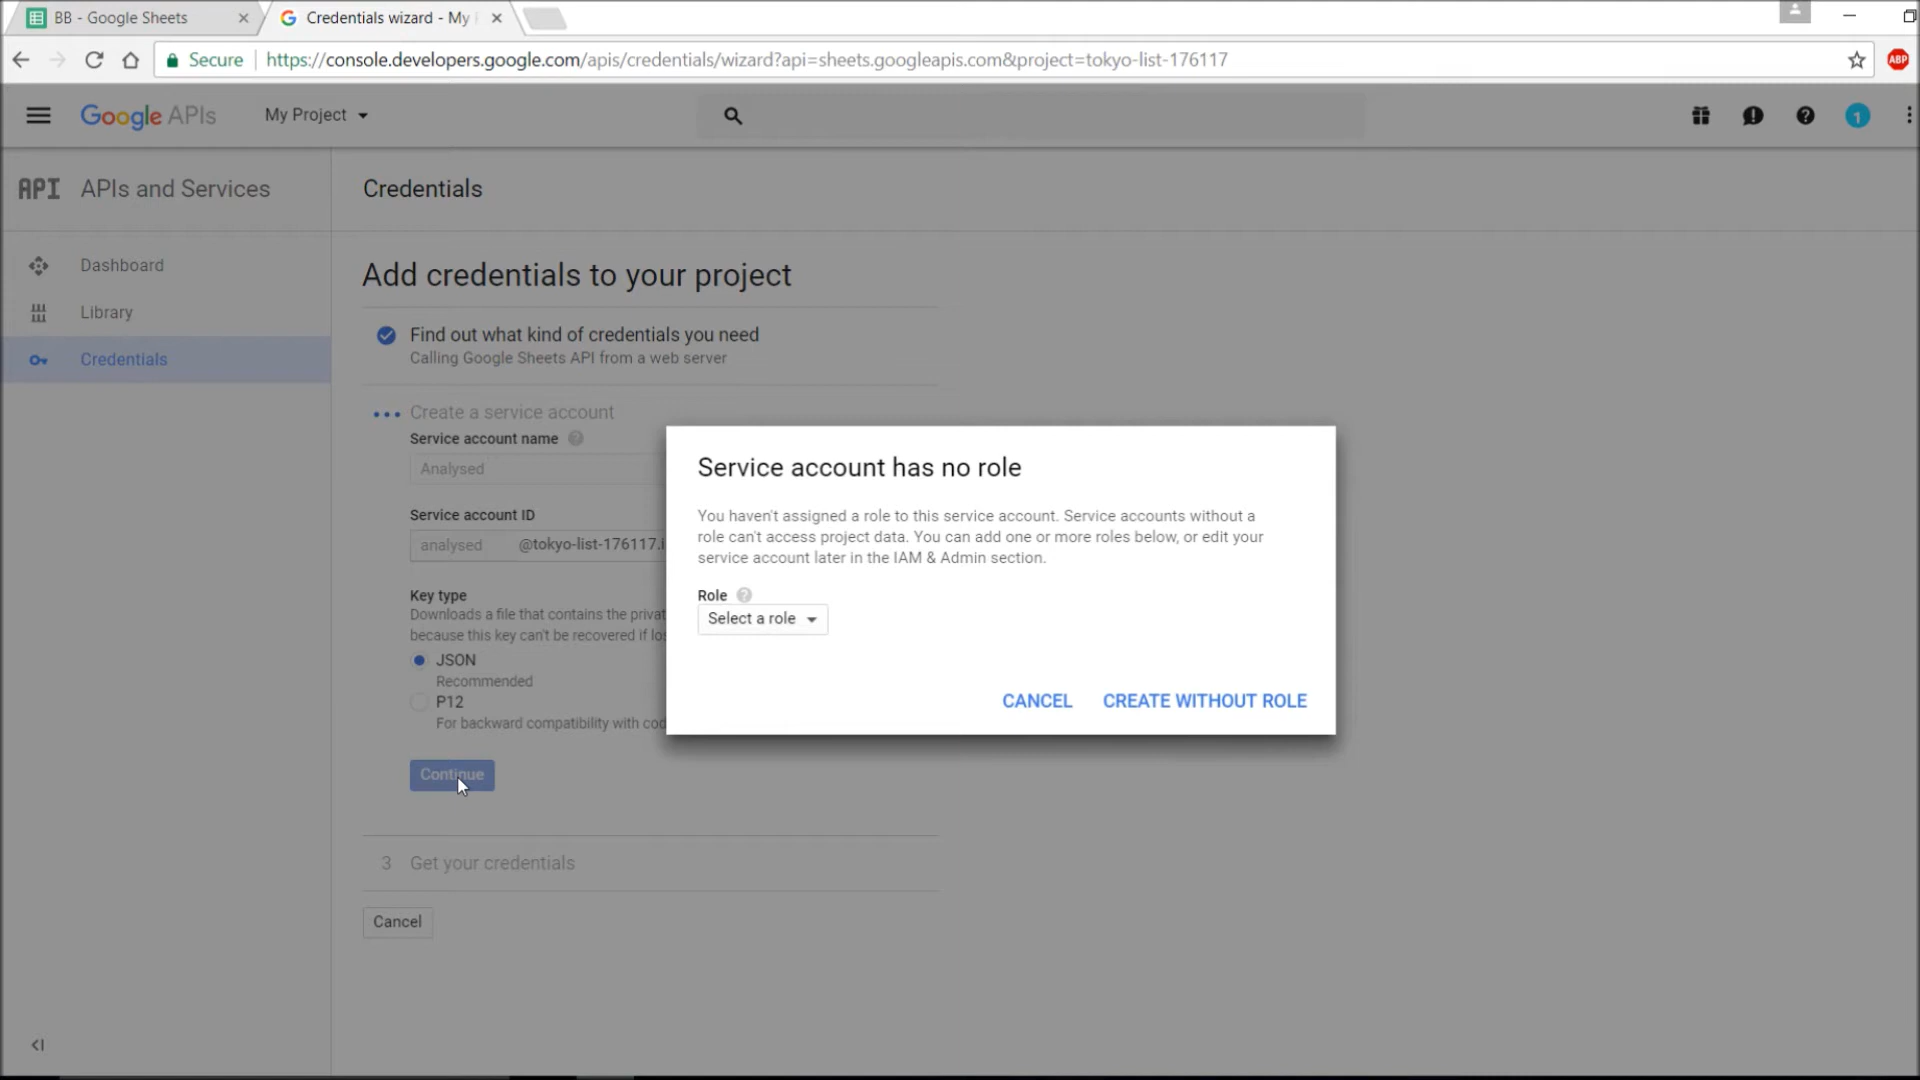 BB - Google Sheets
Credentials wizard - My
Secure
https://console.developers.google.com/apis/credentials/wizard?api=sheets.googleapis.com&project=tokyo-list-176117
ABP
Google APIs
My Project
1
API APIs and Services
Credentials
Dashboard
Library
Credentials
Add credentials to your project
Find out what kind of credentials you need
Calling Google Sheets API from a web server
Create a service account
Service account name
Analysed
Service account ID
analysed @tokyo-list-176117.i
Key type
Downloads a file that contains the privat
because this key can't be recovered if los
JSON
Recommended
P12
For backward compatibility with cod
Continue
3 Get your credentials
Cancel
Service account has no role
You haven't assigned a role to this service account. Service accounts without a
role can't access project data. You can add one or more roles below, or edit your
service account later in the IAM & Admin section.
Role
Select a role
CANCEL
CREATE WITHOUT ROLE